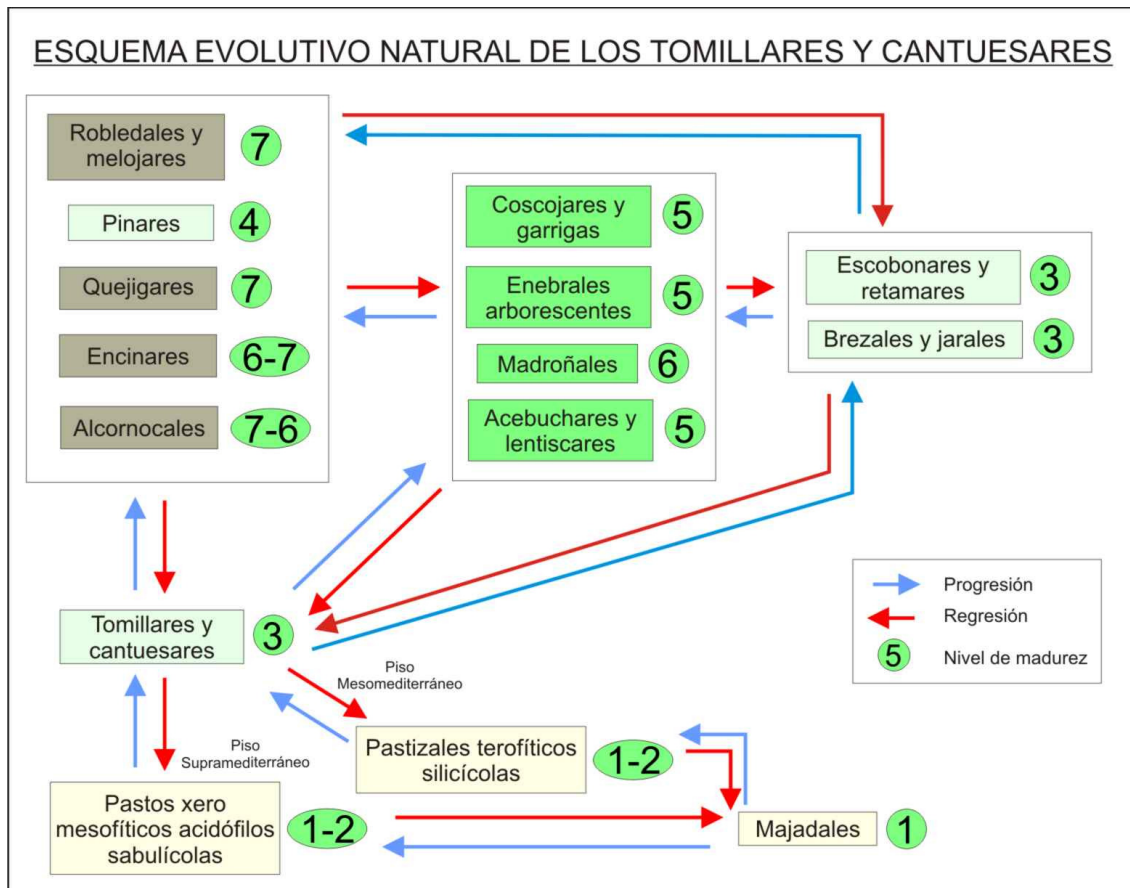 ESQUEMA EVOLUTIVO NATURAL DE LOS TOMILLARES Y CANTUESARES
Robledales y
melojares
7
Pinares
4
Quejigares
7
Encinares
6-7
Alcornocales
7-6
Coscojares y
garrigas
5
Enebrales
arborescentes
5
Madroñales
6
Acebuchares y
lentiscares
5
Escobonares y
retamares
3
Brezales y jarales
3
Tomillares y
cantuesares
3
Piso
Mesomediterráneo
Piso
Supramediterráneo
Pastizales terofíticos
silicícolas
1-2
Pastos xero
mesofíticos acidófilos
sabulícolas
1-2
Majadales
1
Progresión
Regresión
5
Nivel de madurez